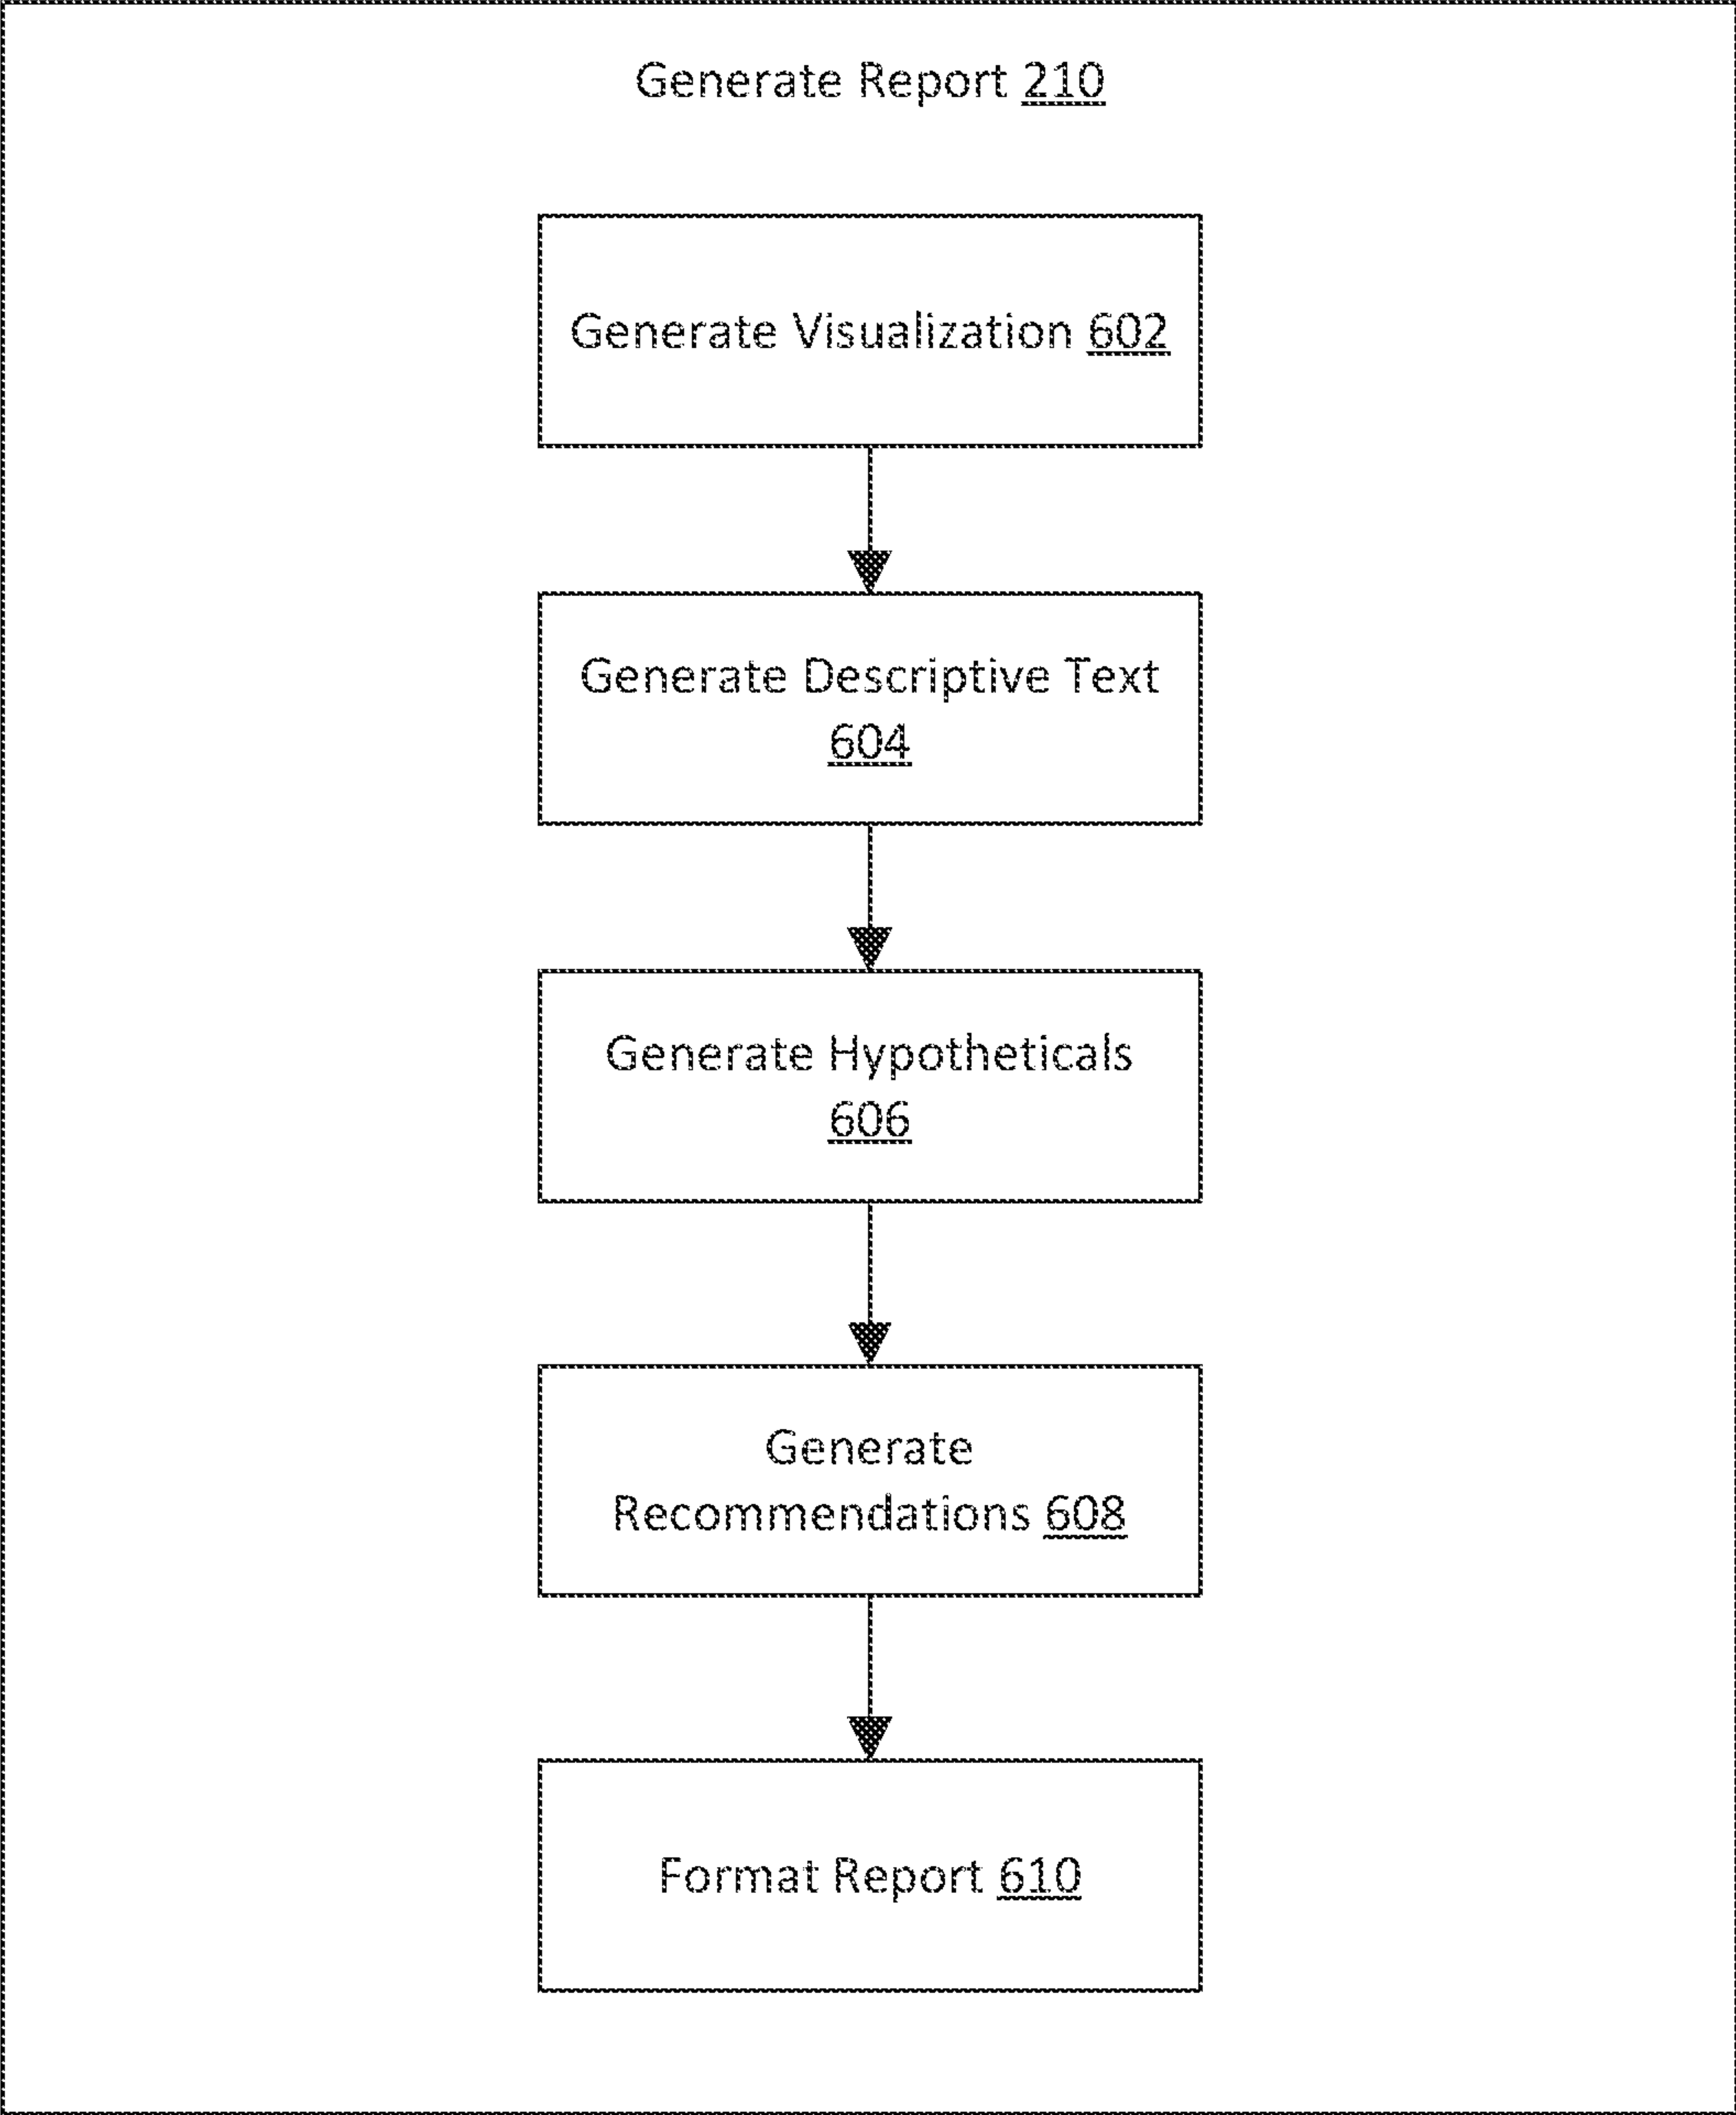 Generate Report 210
Generate Visualization 602
Generate Descriptive Text
604
Generate Hypotheticals
606
Generate
Recommendations 608
Format Report 610